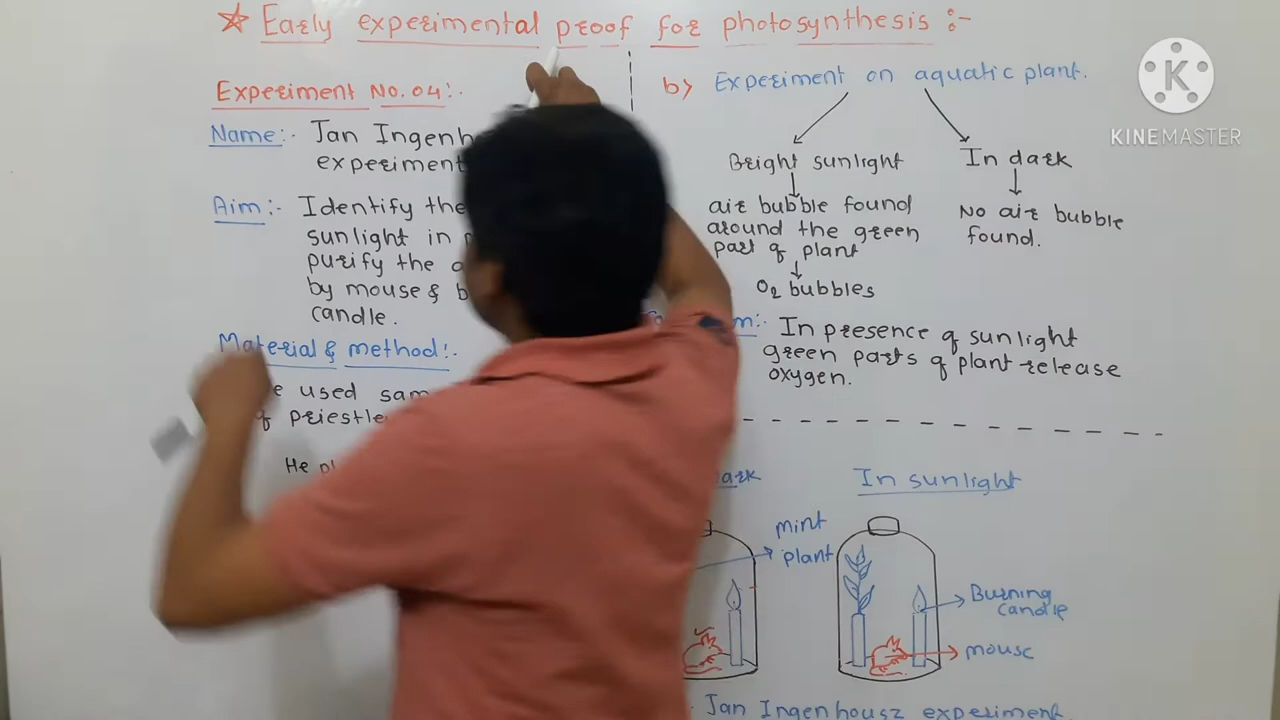 ☆ Early experimental proof for photosynthesis :-
Experiment No. 04:.
Name:- Jan Ingenh
experiment
Aim:- Identify the
sunlight in
purify the
by mouse &
candle.
Material & method:.
used sam
priestle
He
b) Experiment on aquatic plant.
Bright sunlight
air bubble found
around the green
part of plant
O2 bubbles
In dark
No air bubble
found.
In presence of sunlight
green parts of plant release
oxygen.
In sunlight
mint
plant
Burning
candle
mouse
Jan Ingenhousz experiment.
K
KINEMASTER